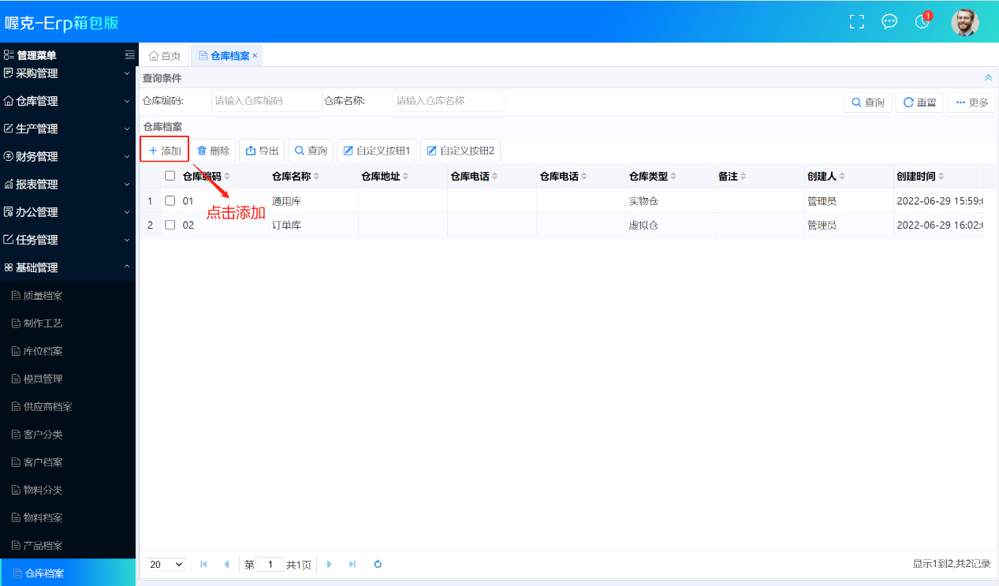 喔克-Erp箱包版
1
管理菜单
采购管理
仓库管理
生产管理
财务管理
报表管理
办公管理
任务管理
基础管理
质量档案
制作工艺
库位档案
模具管理
供应商档案
客户分类
客户档案
物料分类
物料档案
产品档案
仓库档案
首页 仓库档案 ×
查询条件
仓库编码: 请输入仓库编码 仓库名称: 请输入仓库名称 查询 重置 更多
仓库档案
添加 删除 导出 查询 自定义按钮1 自定义按钮2
仓库编码 仓库名称 仓库地址 仓库电话 仓库电话 仓库类型 备注 创建人 创建时间
1 01 通用库 实物仓 管理员 2022-06-29 15:59:
点击添加
2 02 订单库 虚拟仓 管理员 2022-06-29 16:02:
20 第 1 共1页 显示1到2,共2记录